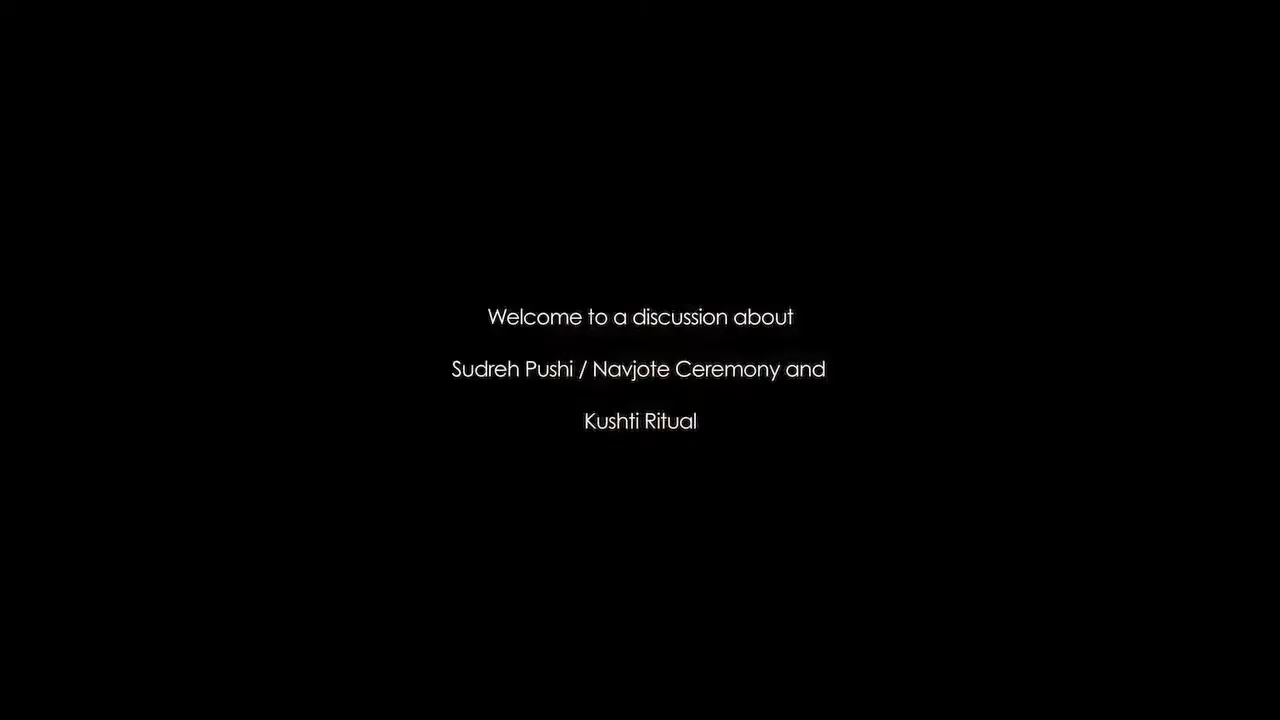 Welcome to a discussion about
Sudreh Pushi / Navjote Ceremony and
Kushti Ritual